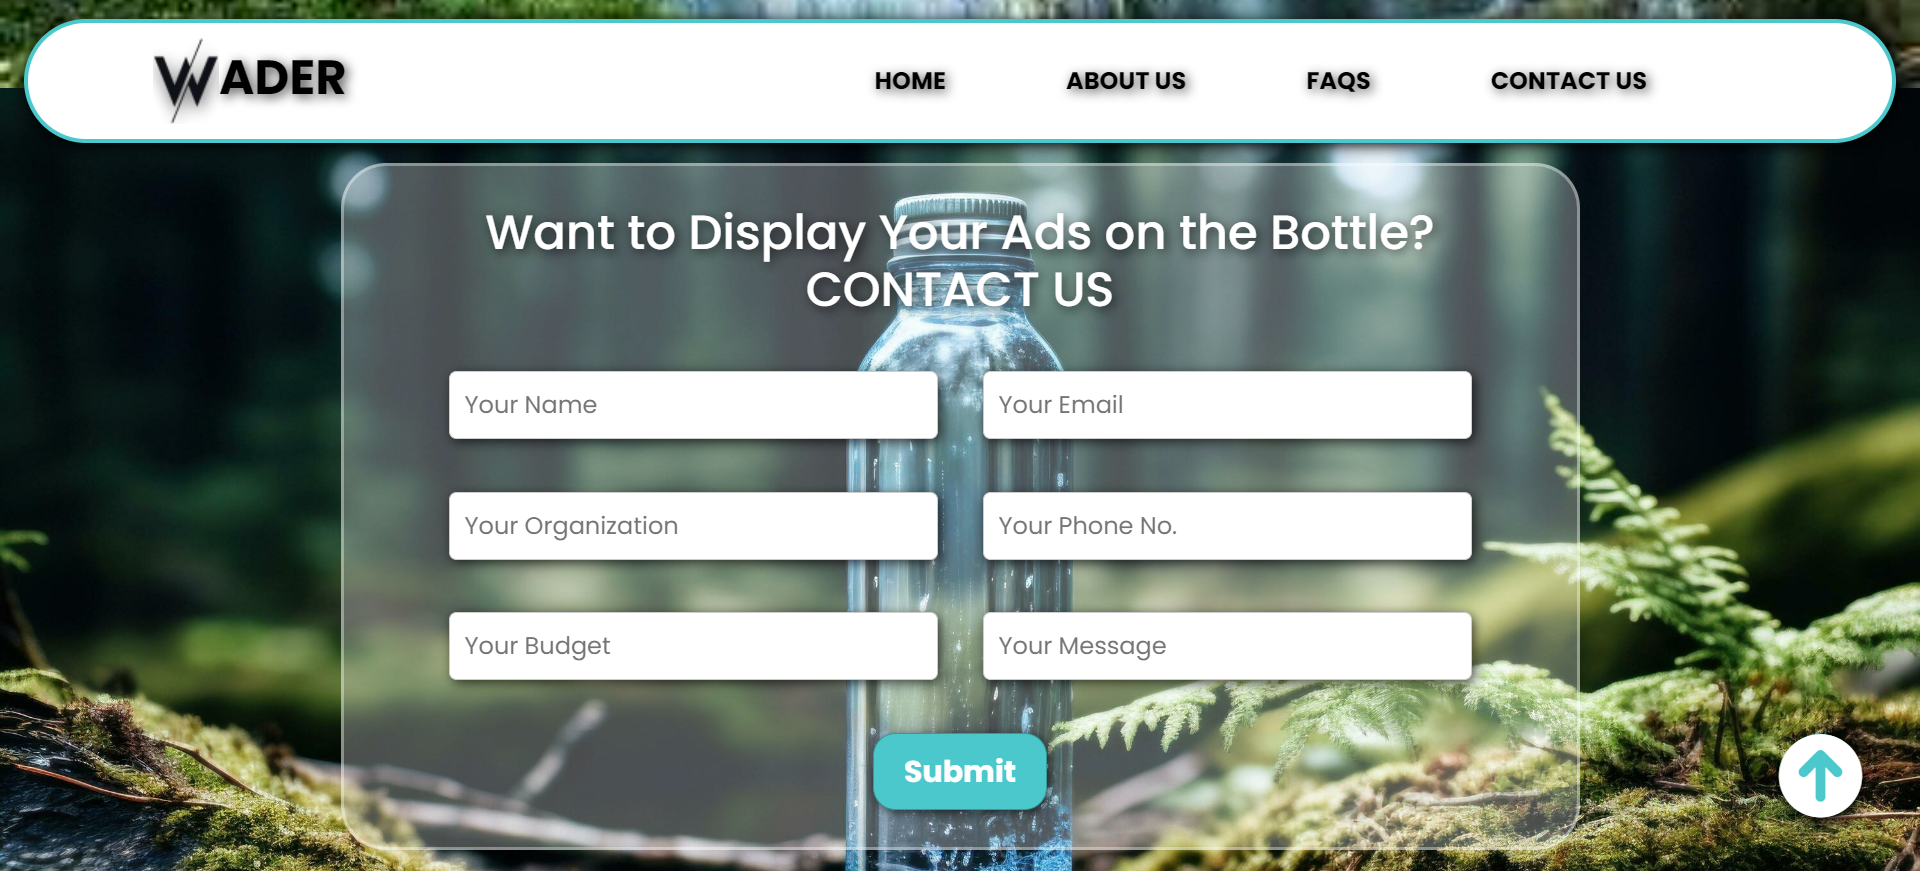 WADER
HOME ABOUT US FAQS CONTACT US
Want to Display Your Ads on the Bottle?
CONTACT US
Your Name Your Email
Your Organization Your Phone No.
Your Budget Your Message
Submit